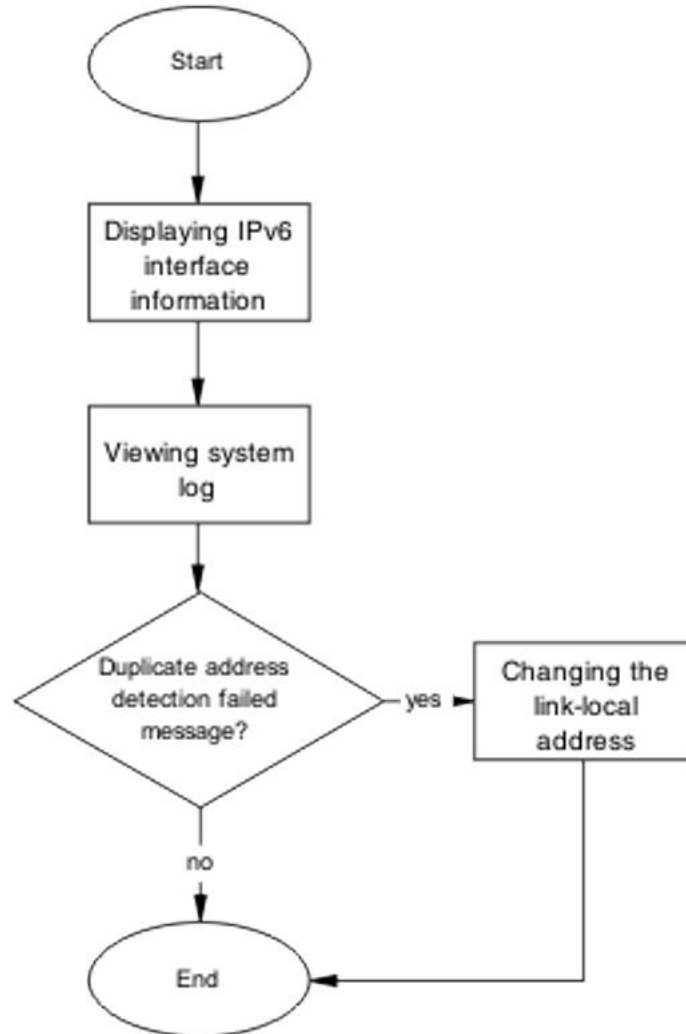 Start
Displaying IPv6
interface
information
Viewing system
log
Duplicate address
detection failed
message?
yes
Changing the
link-local
address
no
End